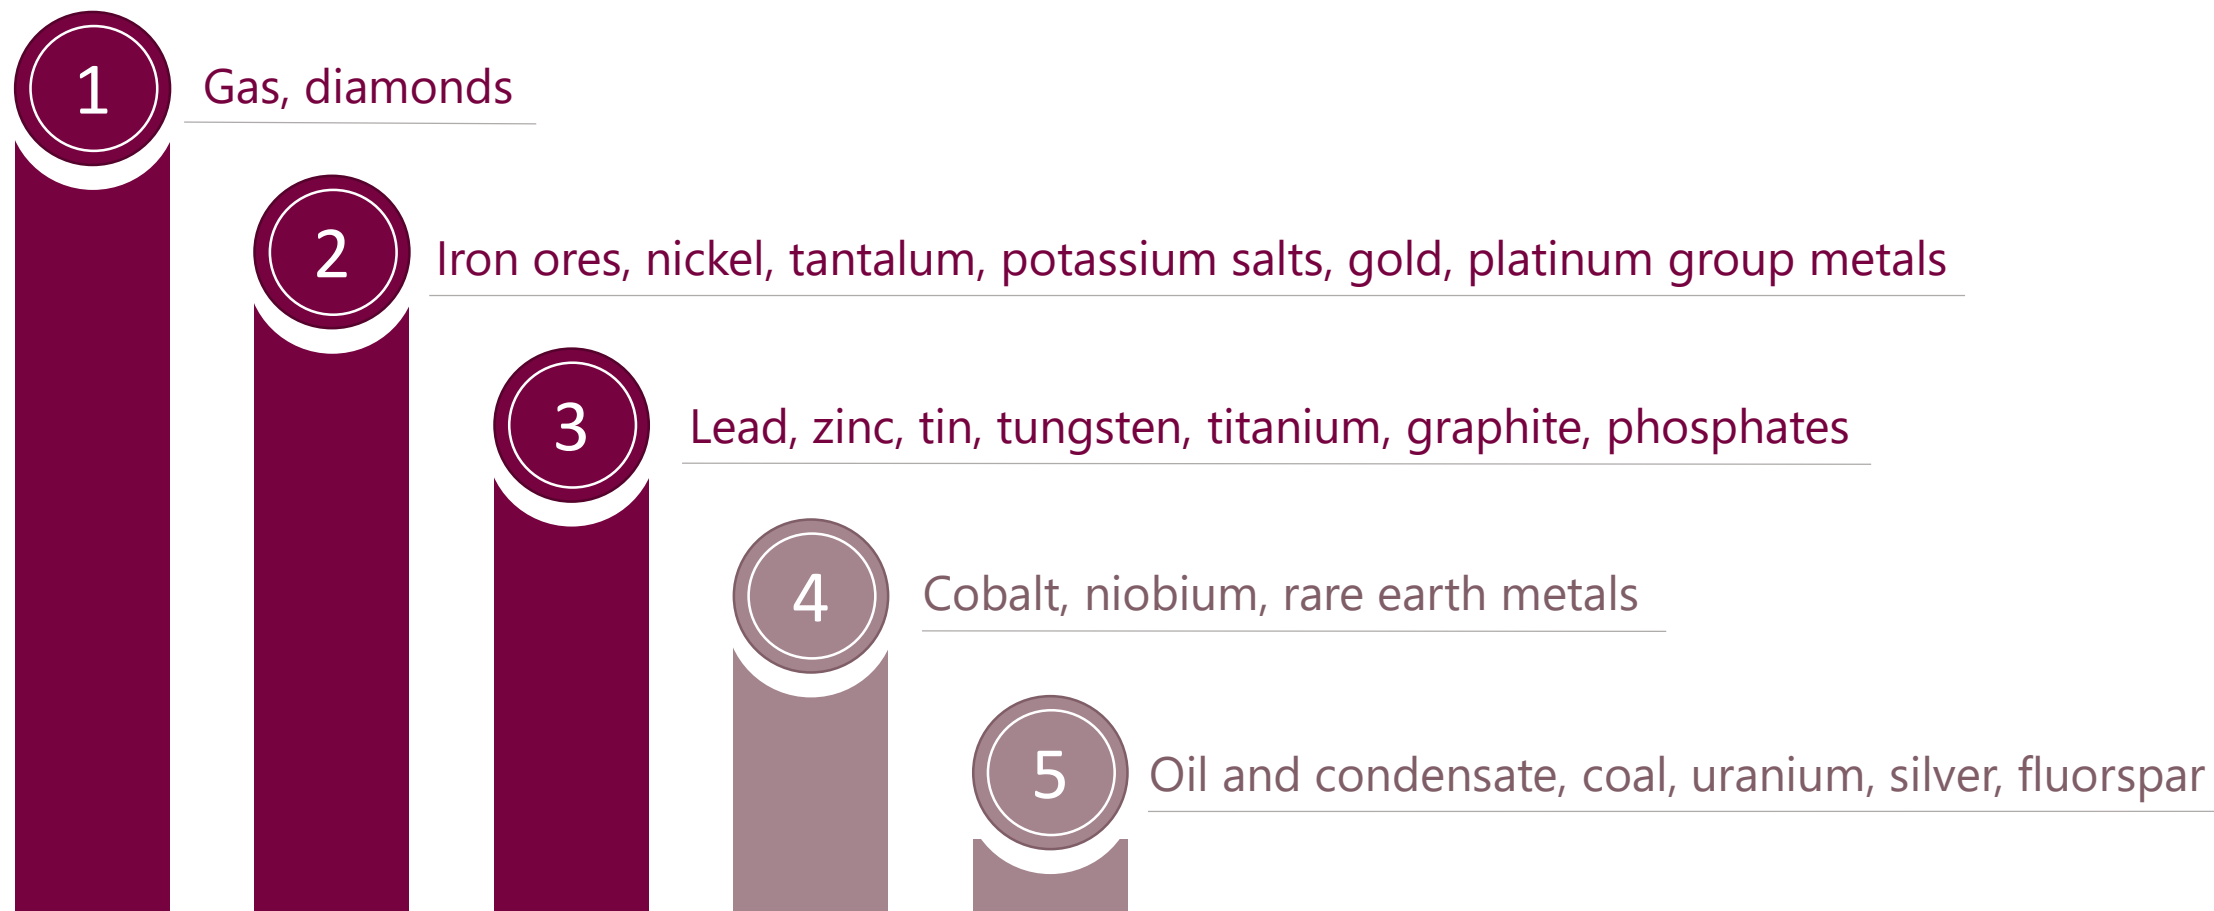 1
Gas, diamonds
2
Iron ores, nickel, tantalum, potassium salts, gold, platinum group metals
3
Lead, zinc, tin, tungsten, titanium, graphite, phosphates
4
Cobalt, niobium, rare earth metals
5
Oil and condensate, coal, uranium, silver, fluorspar